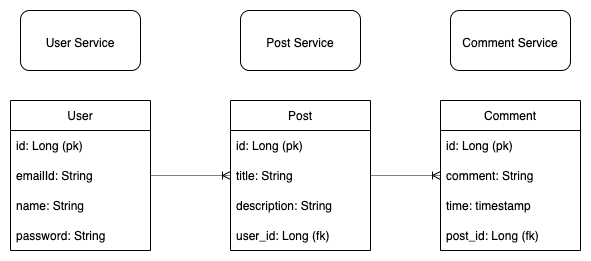 User Service
Post Service
Comment Service
User
id: Long (pk)
emailId: String
name: String
password: String
Post
id: Long (pk)
title: String
description: String
user_id: Long (fk)
Comment
id: Long (pk)
comment: String
time: timestamp
post_id: Long (fk)